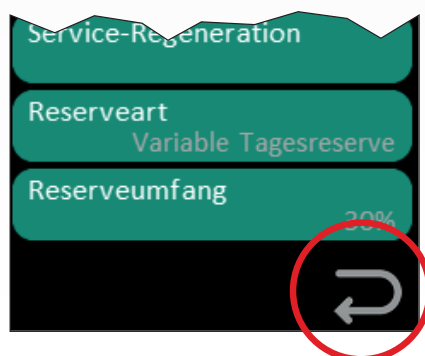 Service-Regeneration
Reserveart
Variable Tagesreserve
Reserveumfang
30%